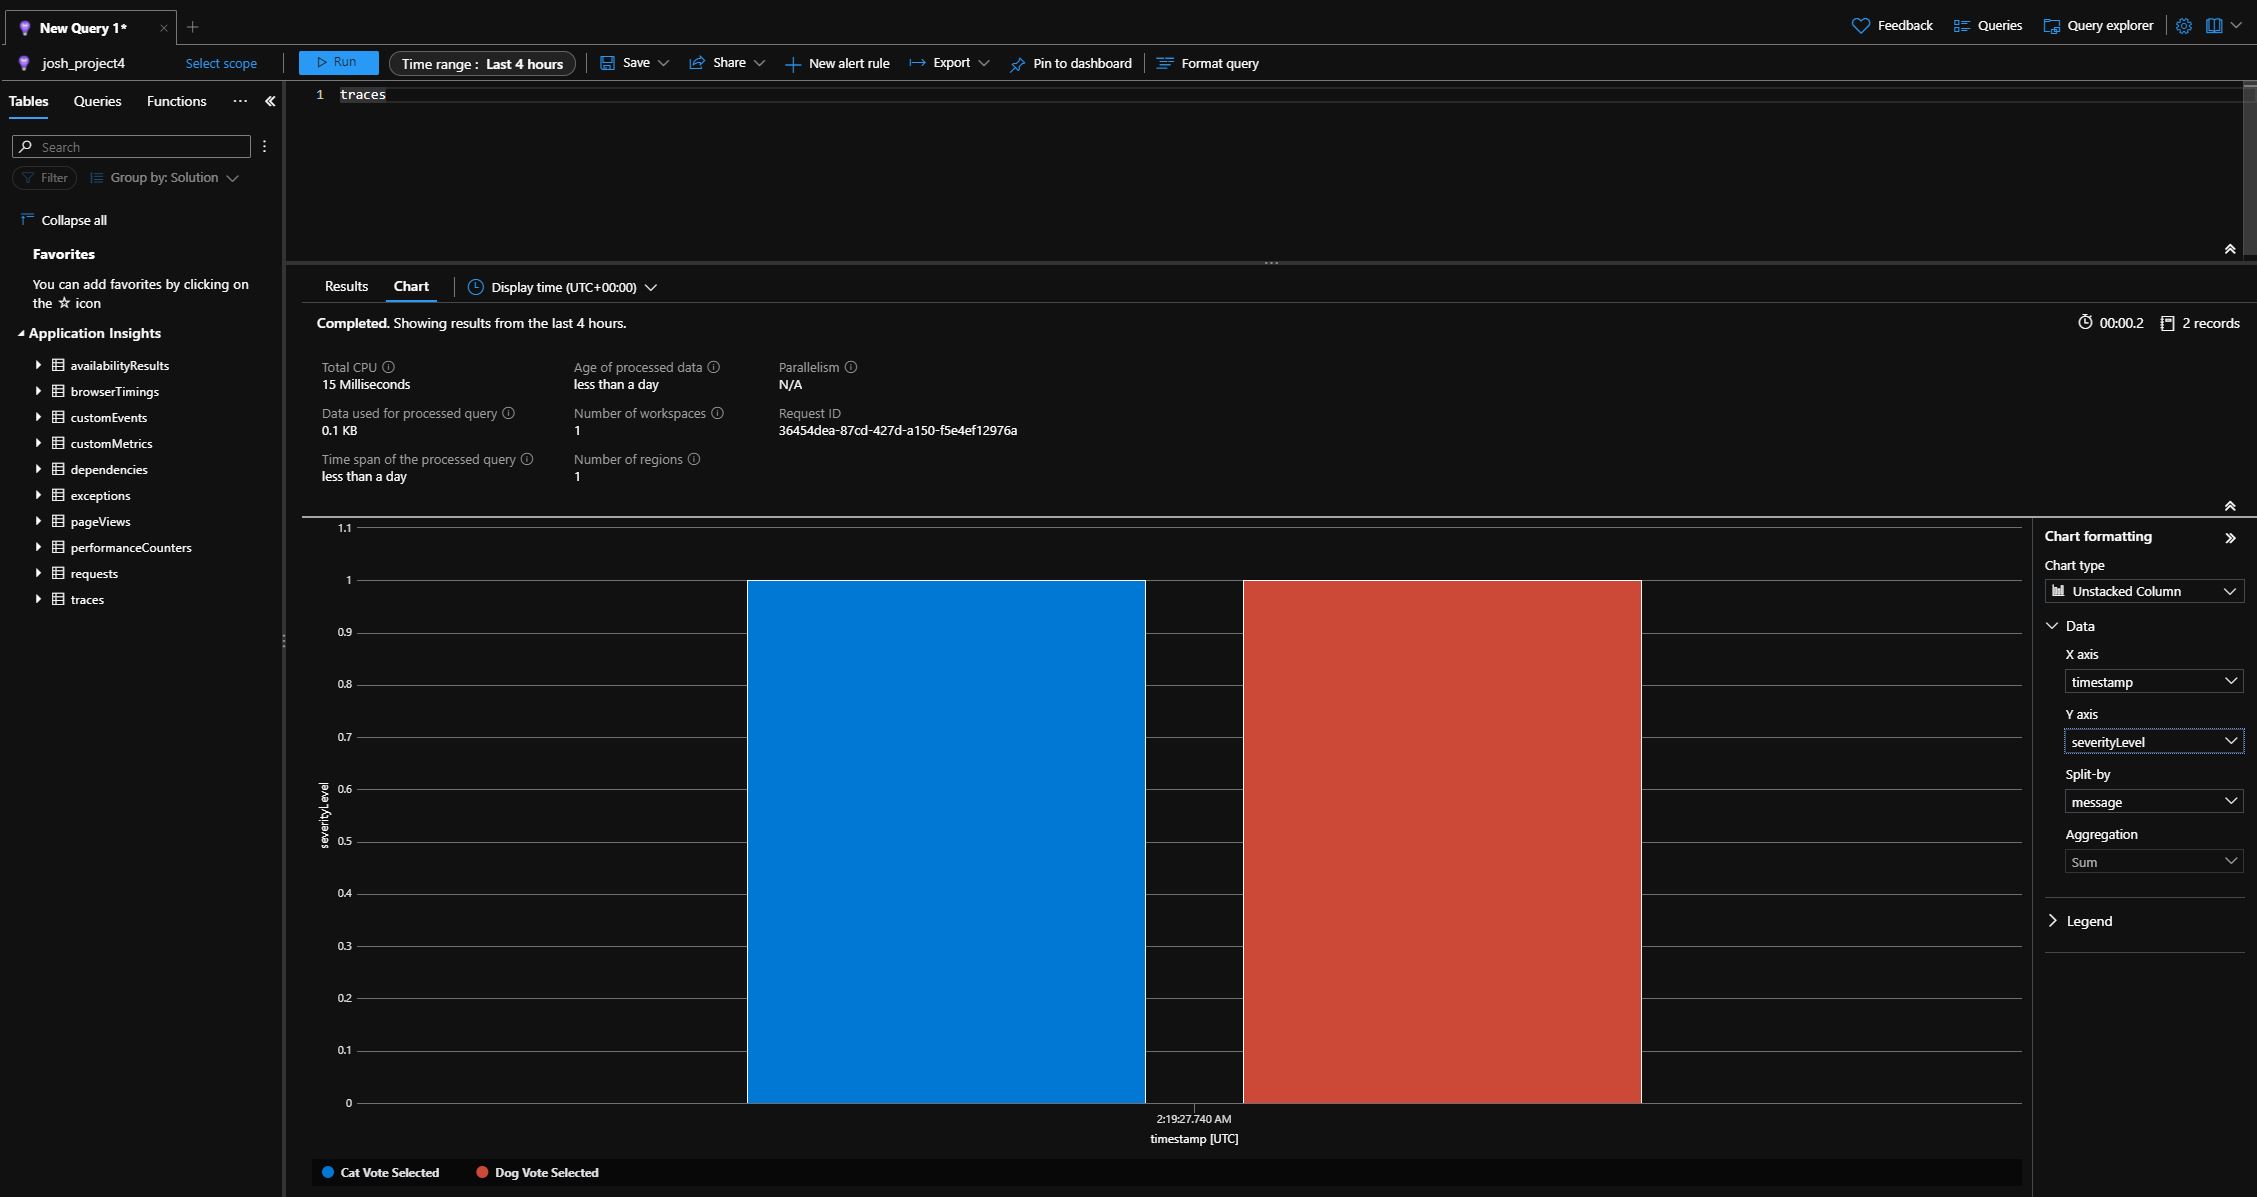 New Query 1*
Feedback
Queries
Query explorer
josh_project4
Select scope
Run
Time range : Last 4 hours
Save
Share
New alert rule
Export
Pin to dashboard
Format query
Tables
Queries
Functions
1 traces
Search
Filter
Group by: Solution
Collapse all
Favorites
You can add favorites by clicking on
the ☆ icon
Application Insights
availabilityResults
browserTimings
customEvents
customMetrics
dependencies
exceptions
pageViews
performanceCounters
requests
traces
Results
Chart
Display time (UTC+00:00)
Completed. Showing results from the last 4 hours.
00:00.2
2 records
Total CPU
15 Milliseconds
Age of processed data
less than a day
Parallelism
N/A
Data used for processed query
0.1 KB
Number of workspaces
1
Request ID
36454dea-87cd-427d-a150-f5e4ef12976a
Time span of the processed query
less than a day
Number of regions
1
1.1
1
0.9
0.8
0.7
0.6
0.5
0.4
0.3
0.2
0.1
0
severityLevel
2:19:27.740 AM
timestamp [UTC]
Cat Vote Selected
Dog Vote Selected
Chart formatting
Chart type
Unstacked Column
Data
X axis
timestamp
Y axis
severityLevel
Split-by
message
Aggregation
Sum
Legend